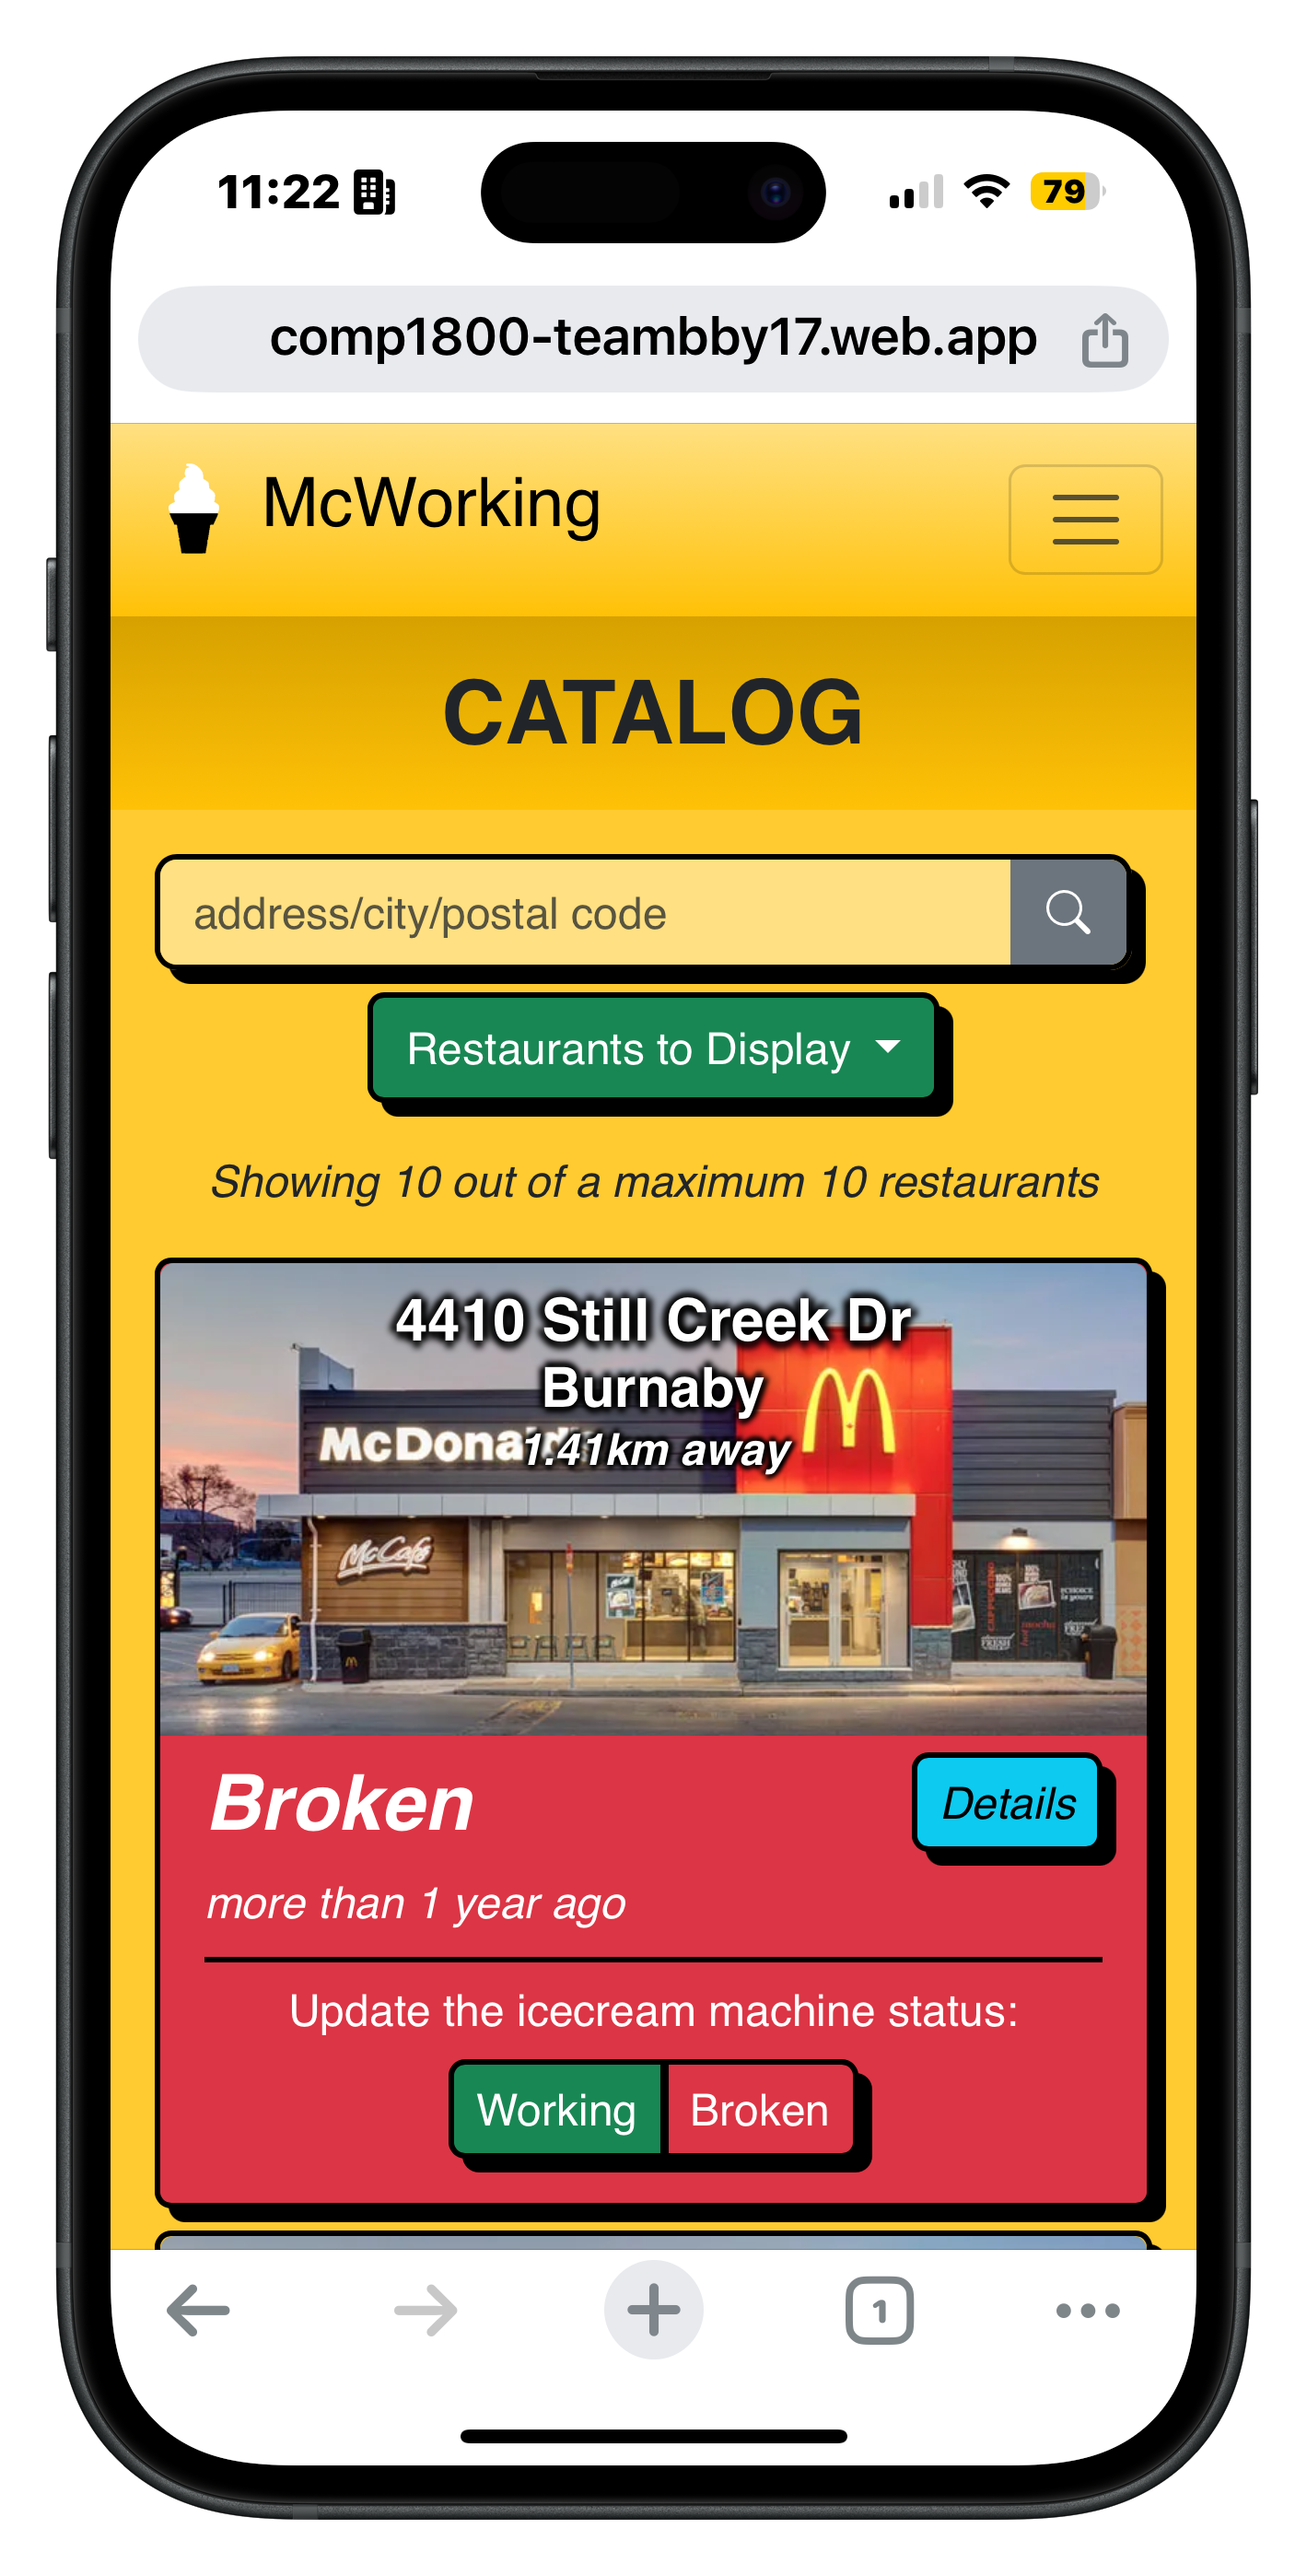 11:22
79
comp1800-teambby17.web.app
McWorking
CATALOG
address/city/postal code
Restaurants to Display
Showing 10 out of a maximum 10 restaurants
4410 Still Creek Dr
Burnaby
1.41km away
McCafé
Broken
Details
more than 1 year ago
Update the icecream machine status:
Working Broken
1